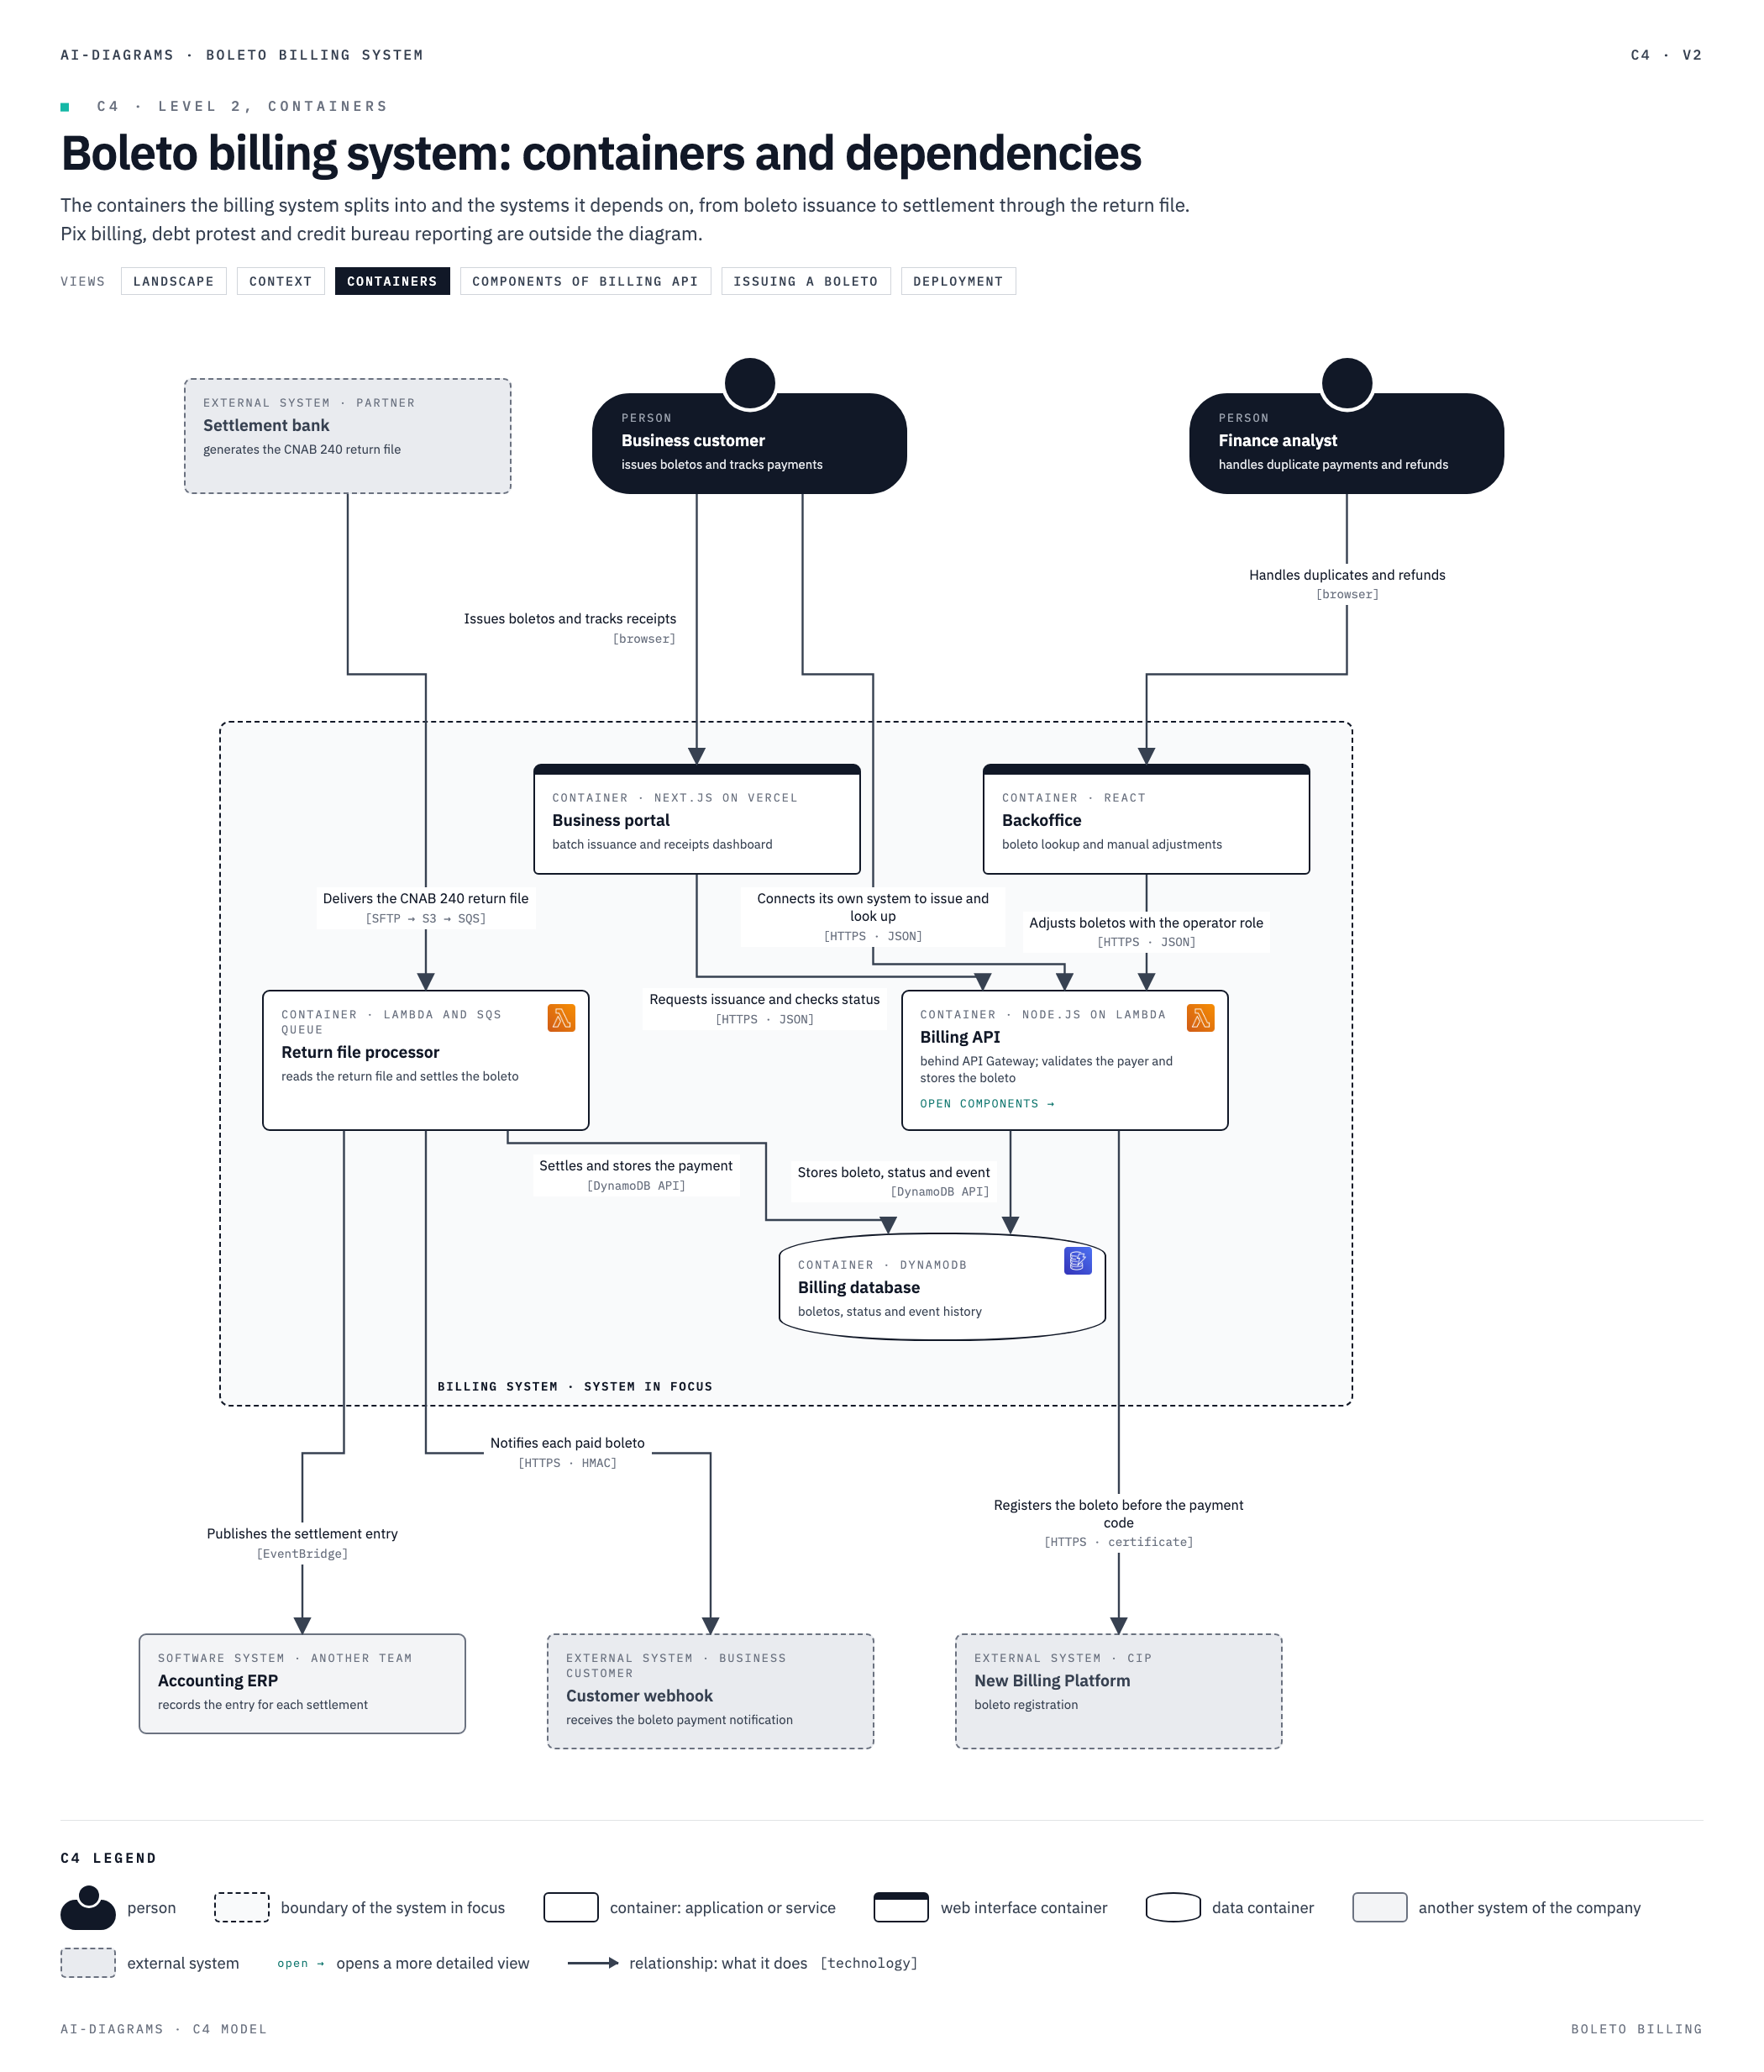 AI-DIAGRAMS · BOLETO BILLING SYSTEM
C4 · V2
C4 · LEVEL 2, CONTAINERS
Boleto billing system: containers and dependencies
The containers the billing system splits into and the systems it depends on, from boleto issuance to settlement through the return file.
Pix billing, debt protest and credit bureau reporting are outside the diagram.
VIEWS LANDSCAPE CONTEXT CONTAINERS COMPONENTS OF BILLING API ISSUING A BOLETO DEPLOYMENT
EXTERNAL SYSTEM · PARTNER
Settlement bank
generates the CNAB 240 return file
PERSON
Business customer
issues boletos and tracks payments
PERSON
Finance analyst
handles duplicate payments and refunds
Handles duplicates and refunds
[browser]
Issues boletos and tracks receipts
[browser]
CONTAINER · NEXT.JS ON VERCEL
Business portal
batch issuance and receipts dashboard
CONTAINER · REACT
Backoffice
boleto lookup and manual adjustments
Delivers the CNAB 240 return file
[SFTP → S3 → SQS]
Connects its own system to issue and
look up
[HTTPS · JSON]
Adjusts boletos with the operator role
[HTTPS · JSON]
Requests issuance and checks status
[HTTPS · JSON]
CONTAINER · LAMBDA AND SQS
QUEUE
Return file processor
reads the return file and settles the boleto
CONTAINER · NODE.JS ON LAMBDA
Billing API
behind API Gateway; validates the payer and
stores the boleto
OPEN COMPONENTS →
Settles and stores the payment
[DynamoDB API]
Stores boleto, status and event
[DynamoDB API]
CONTAINER · DYNAMODB
Billing database
boletos, status and event history
BILLING SYSTEM · SYSTEM IN FOCUS
Notifies each paid boleto
[HTTPS · HMAC]
Registers the boleto before the payment
code
[HTTPS · certificate]
Publishes the settlement entry
[EventBridge]
SOFTWARE SYSTEM · ANOTHER TEAM
Accounting ERP
records the entry for each settlement
EXTERNAL SYSTEM · BUSINESS
CUSTOMER
Customer webhook
receives the boleto payment notification
EXTERNAL SYSTEM · CIP
New Billing Platform
boleto registration
C4 LEGEND
person
boundary of the system in focus
container: application or service
web interface container
data container
another system of the company
external system
open → opens a more detailed view
relationship: what it does [technology]
AI-DIAGRAMS · C4 MODEL
BOLETO BILLING